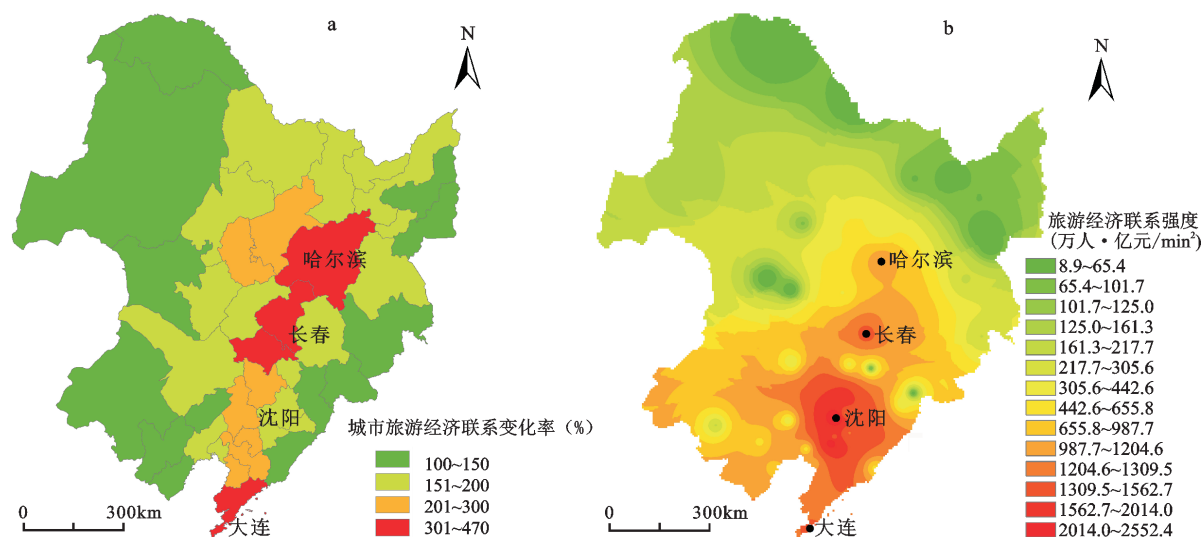 a
N
哈尔滨
长春
沈阳
大连
城市旅游经济联系变化率（%）
100~150
151~200
201~300
301~470
0 300km
b
N
哈尔滨
长春
沈阳
大连
旅游经济联系强度
(万人·亿元/min²)
8.9~65.4
65.4~101.7
101.7~125.0
125.0~161.3
161.3~217.7
217.7~305.6
305.6~442.6
442.6~655.8
655.8~987.7
987.7~1204.6
1204.6~1309.5
1309.5~1562.7
1562.7~2014.0
2014.0~2552.4
0 300km